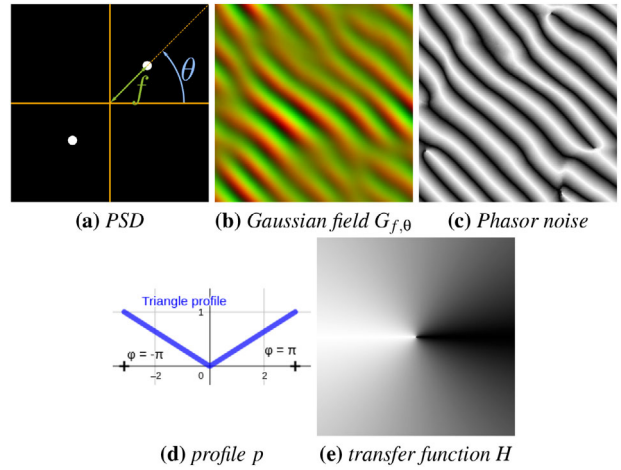 f
θ
(a) PSD
(b) Gaussian field G_{f,θ}
(c) Phasor noise
Triangle profile
1
φ = -π
φ = π
−2
0
2
(d) profile p
(e) transfer function H